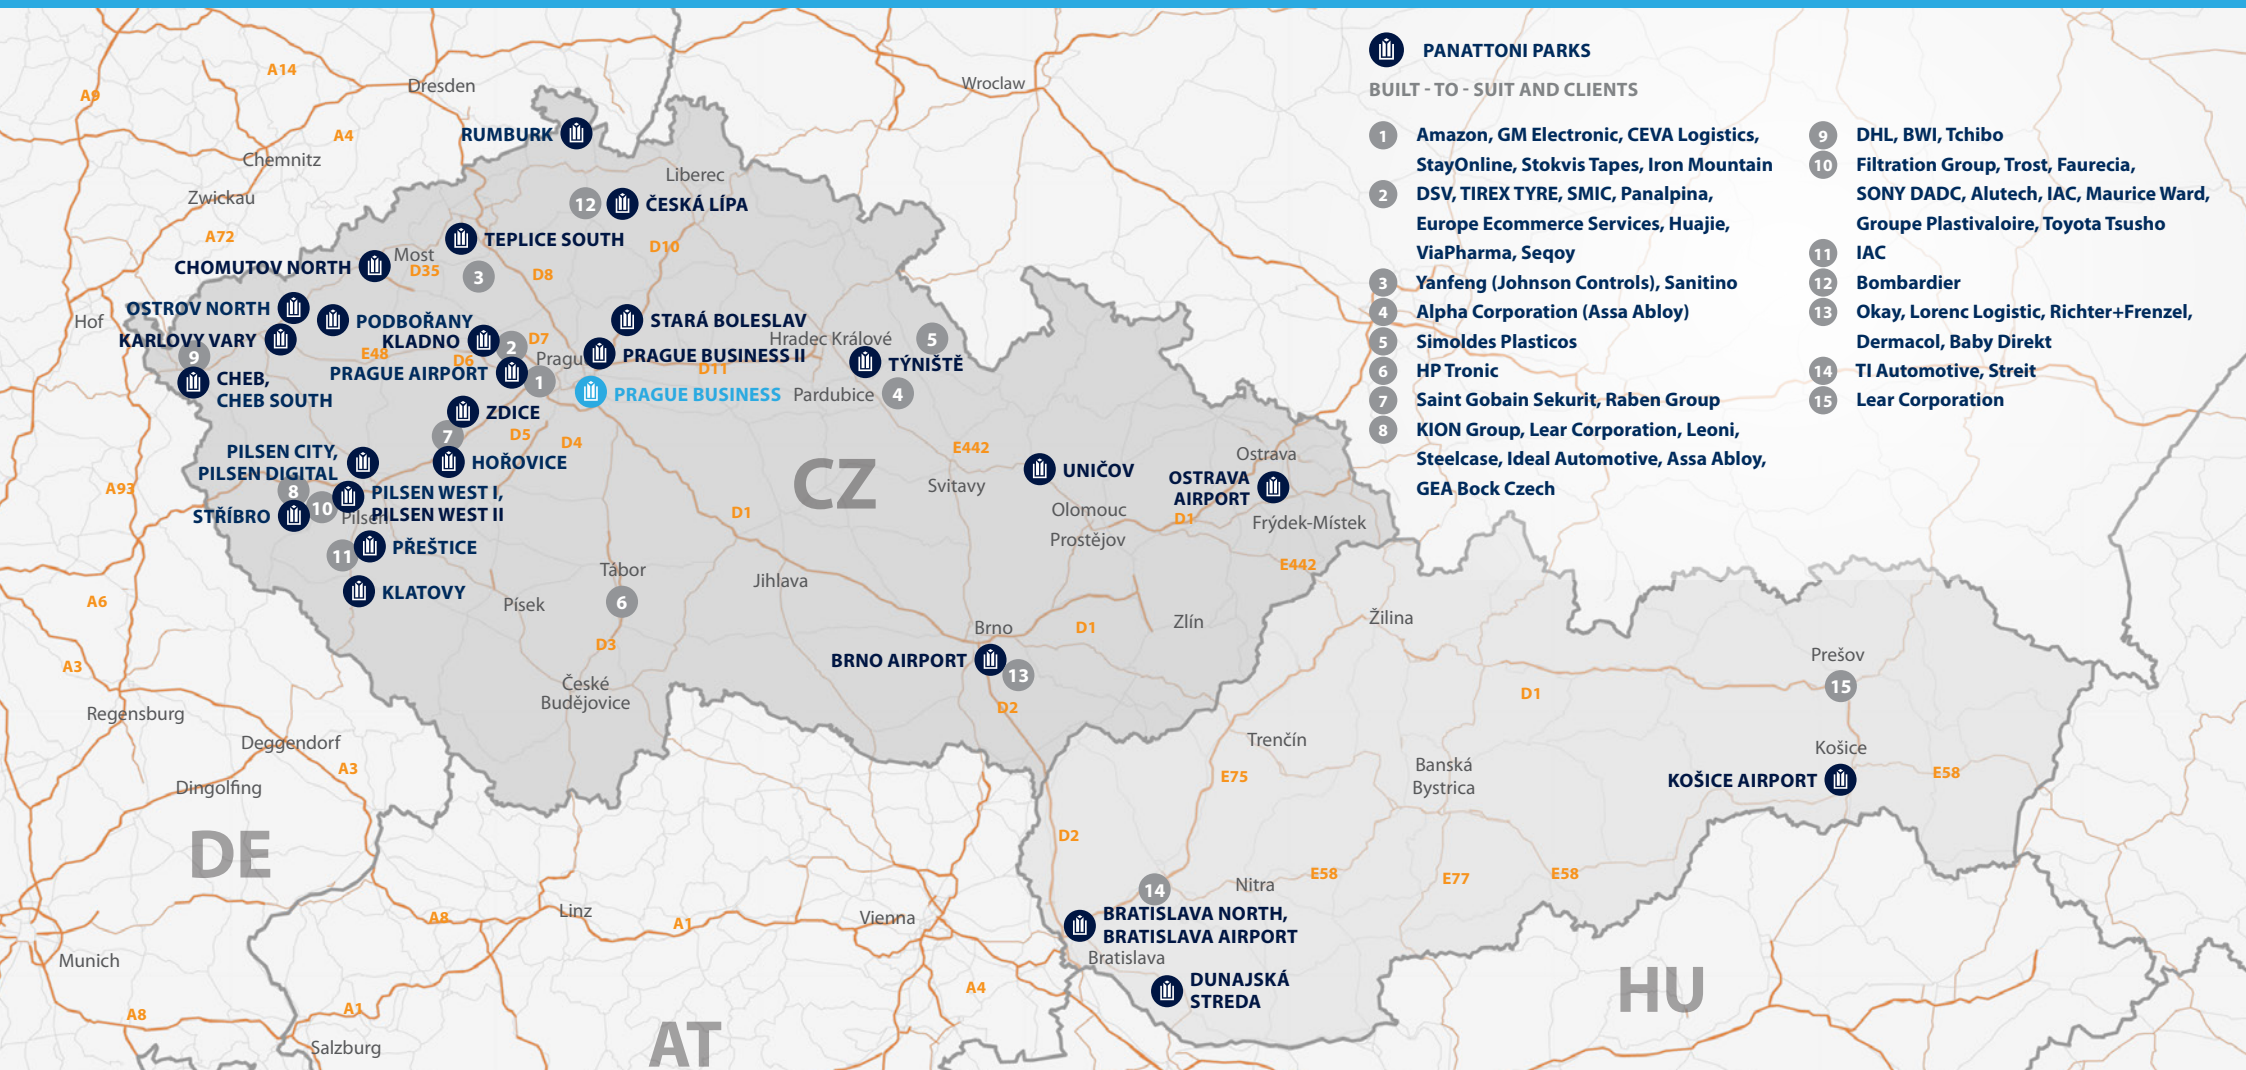 PANATTONI PARKS
BUILT - TO - SUIT AND CLIENTS
1 Amazon, GM Electronic, CEVA Logistics,
StayOnline, Stokvis Tapes, Iron Mountain
2 DSV, TIREX TYRE, SMIC, Panalpina,
Europe Ecommerce Services, Huajie,
ViaPharma, Seqoy
3 Yanfeng (Johnson Controls), Sanitino
4 Alpha Corporation (Assa Abloy)
5 Simoldes Plasticos
6 HP Tronic
7 Saint Gobain Sekurit, Raben Group
8 KION Group, Lear Corporation, Leoni,
Steelcase, Ideal Automotive, Assa Abloy,
GEA Bock Czech
9 DHL, BWI, Tchibo
10 Filtration Group, Trost, Faurecia,
SONY DADC, Alutech, IAC, Maurice Ward,
Groupe Plastivaloire, Toyota Tsusho
11 IAC
12 Bombardier
13 Okay, Lorenc Logistic, Richter+Frenzel,
Dermacol, Baby Direkt
14 TI Automotive, Streit
15 Lear Corporation
A14
A9
Dresden
Wroclaw
A4
RUMBURK
Chemnitz
Liberec
Zwickau
12
ČESKÁ LÍPA
A72
TEPLICE SOUTH
D10
Most
CHOMUTOV NORTH
D35
3
D8
OSTROV NORTH
Hof
PODBOŘANY
STARÁ BOLESLAV
KARLOVY VARY
KLADNO
2
D7
Hradec Králové
5
9
E48
D6
Pragu
PRAGUE BUSINESS II
D11
TÝNIŠTĚ
PRAGUE AIRPORT
1
CHEB,
CHEB SOUTH
PRAGUE BUSINESS
Pardubice
4
ZDICE
7
D5
D4
E442
PILSEN CITY,
PILSEN DIGITAL
HOŘOVICE
CZ
UNIČOV
Ostrava
OSTRAVA
AIRPORT
A93
8
PILSEN WEST I,
PILSEN WEST II
Svitavy
STŘÍBRO
10
Pilsen
D1
Olomouc
D1
Frýdek-Místek
Prostějov
11
PŘEŠTICE
E442
Tábor
Jihlava
KLATOVY
A6
Písek
6
Zlín
Žilina
Brno
D1
D3
BRNO AIRPORT
13
Prešov
A3
15
České
Budějovice
D1
D2
Regensburg
Deggendorf
Trenčín
Košice
A3
E75
Banská
Bystrica
KOŠICE AIRPORT
E58
Dingolfing
D2
DE
14
Nitra
E58
E77
E58
A8
Linz
A1
Vienna
BRATISLAVA NORTH,
BRATISLAVA AIRPORT
Munich
Bratislava
A4
DUNAJSKÁ
STREDA
HU
A1
A8
AT
Salzburg